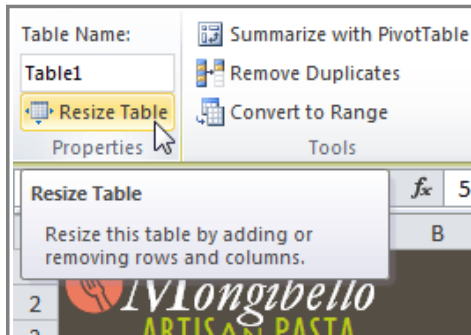 Table Name:
Summarize with PivotTable
Table1
Remove Duplicates
Resize Table
Convert to Range
Properties
Tools
Resize Table
Resize this table by adding or
removing rows and columns.
fx 5
B
2
Mongibello
ARTISAN PASTA